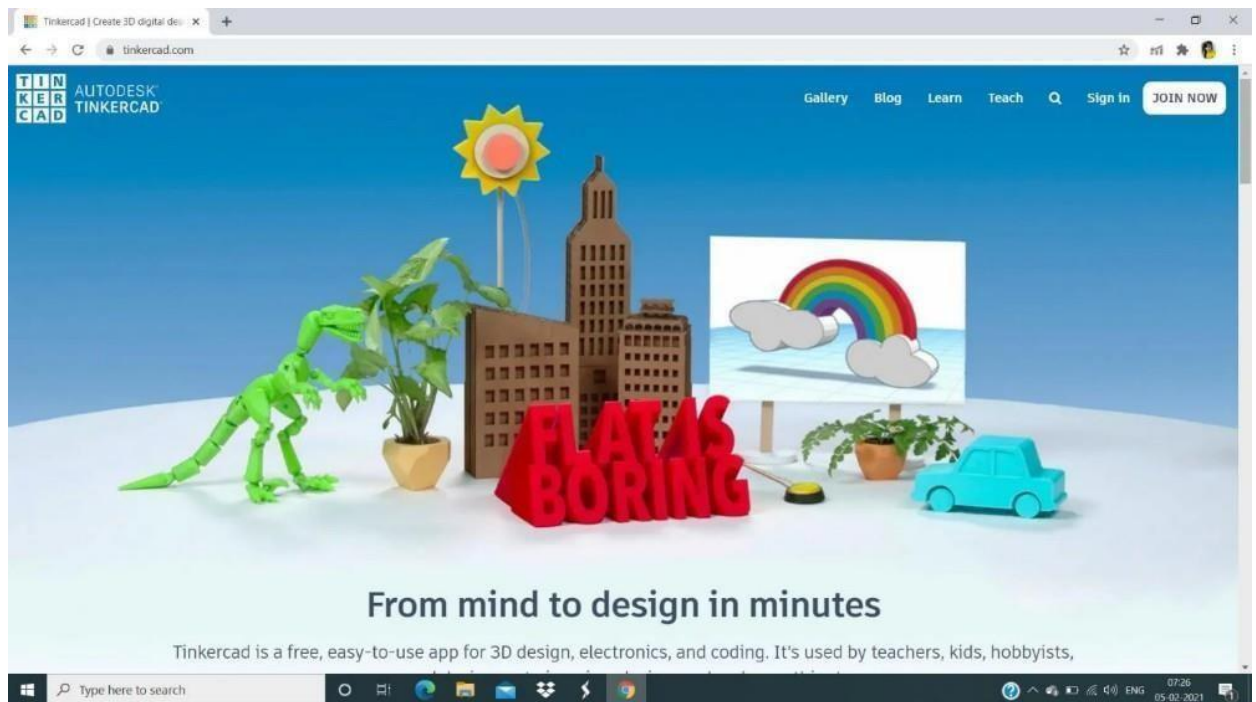 Tinkercad | Create 3D digital des
tinkercad.com
TIN
KER
CAD
AUTODESK
TINKERCAD
Gallery Blog Learn Teach Sign in JOIN NOW
FLAT IS
BORING
From mind to design in minutes
Tinkercad is a free, easy-to-use app for 3D design, electronics, and coding. It's used by teachers, kids, hobbyists,
Type here to search
ENG
07:26
05-02-2021